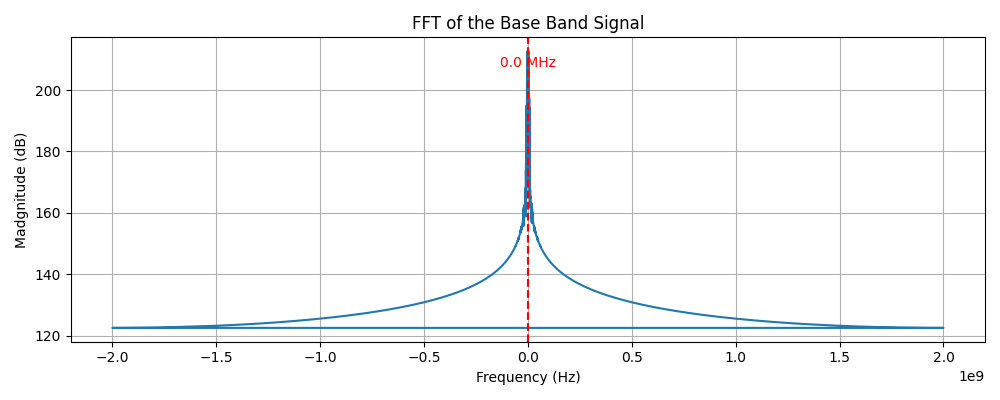 FFT of the Base Band Signal
0.0 MHz
Madgnitude (dB)
200
180
160
140
120
−2.0 −1.5 −1.0 −0.5 0.0 0.5 1.0 1.5 2.0
1e9
Frequency (Hz)